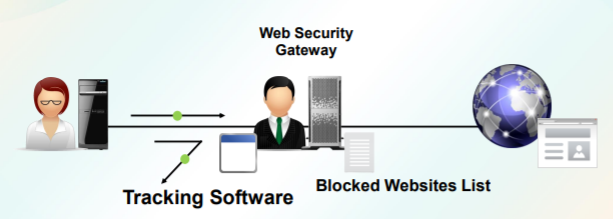 Web Security
Gateway
Tracking Software
Blocked Websites List